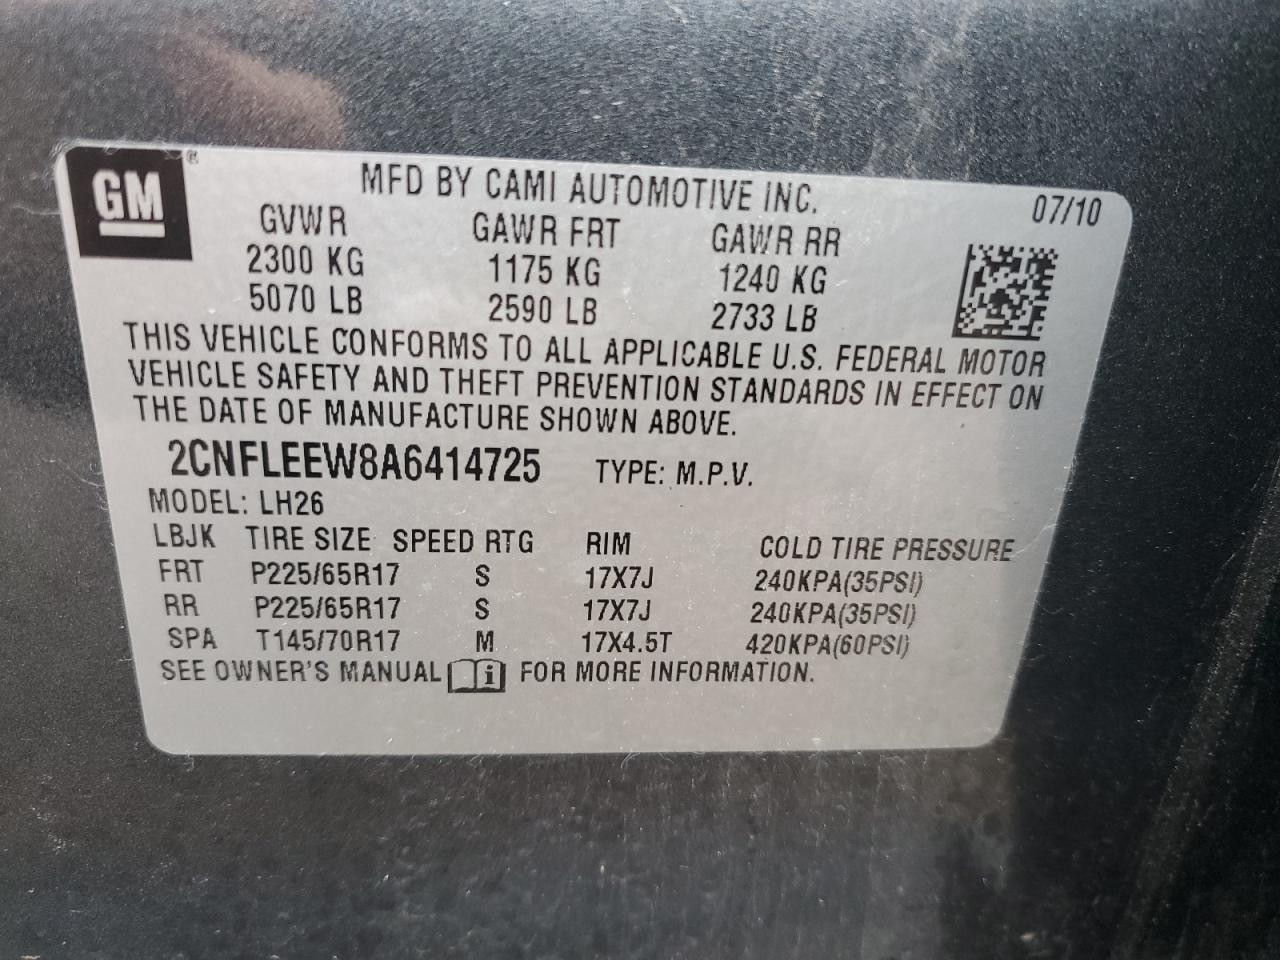 GM ®
MFD BY CAMI AUTOMOTIVE INC. 07/10
GVWR GAWR FRT GAWR RR
2300 KG 1175 KG 1240 KG
5070 LB 2590 LB 2733 LB
THIS VEHICLE CONFORMS TO ALL APPLICABLE U.S. FEDERAL MOTOR
VEHICLE SAFETY AND THEFT PREVENTION STANDARDS IN EFFECT ON
THE DATE OF MANUFACTURE SHOWN ABOVE.
2CNFLEEW8A6414725 TYPE: M.P.V.
MODEL: LH26
LBJK TIRE SIZE SPEED RTG RIM COLD TIRE PRESSURE
FRT P225/65R17 S 17X7J 240KPA(35PSI)
RR P225/65R17 S 17X7J 240KPA(35PSI)
SPA T145/70R17 M 17X4.5T 420KPA(60PSI)
SEE OWNER'S MANUAL i FOR MORE INFORMATION.